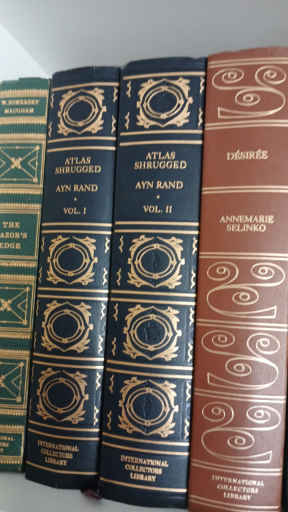 W. SOMERSET
MAUGHAM
THE
RAZOR'S
EDGE
ATLAS
SHRUGGED
AYN RAND
VOL. I
INTERNATIONAL
COLLECTORS
LIBRARY
ATLAS
SHRUGGED
AYN RAND
VOL. II
INTERNATIONAL
COLLECTORS
LIBRARY
DÉSIRÉE
ANNEMARIE
SELINKO
INTERNATIONAL
COLLECTORS
LIBRARY